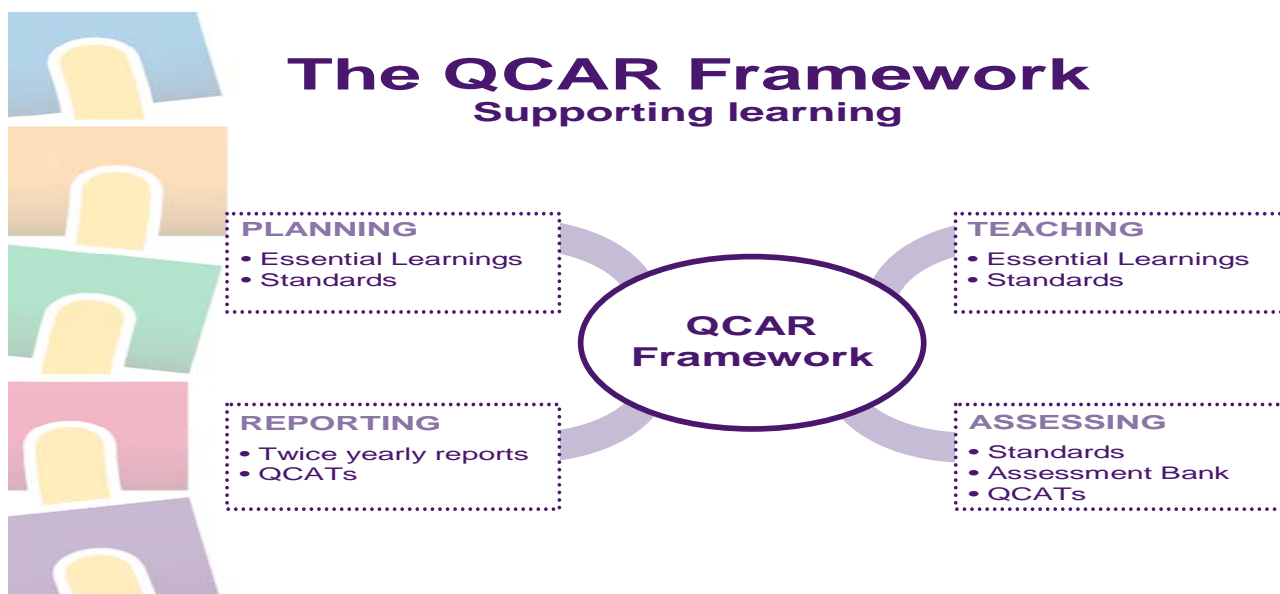 The QCAR Framework
Supporting learning
PLANNING
• Essential Learnings
• Standards
TEACHING
• Essential Learnings
• Standards
QCAR
Framework
REPORTING
• Twice yearly reports
• QCATs
ASSESSING
• Standards
• Assessment Bank
• QCATs